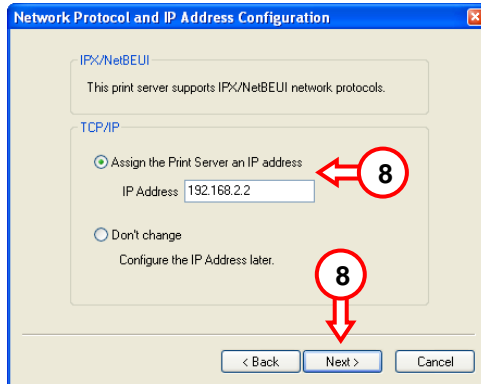 Network Protocol and IP Address Configuration
IPX/NetBEUI
This print server supports IPX/NetBEUI network protocols.
TCP/IP
Assign the Print Server an IP address
8
IP Address 192.168.2.2
Don't change
Configure the IP Address later.
8
< Back Next > Cancel